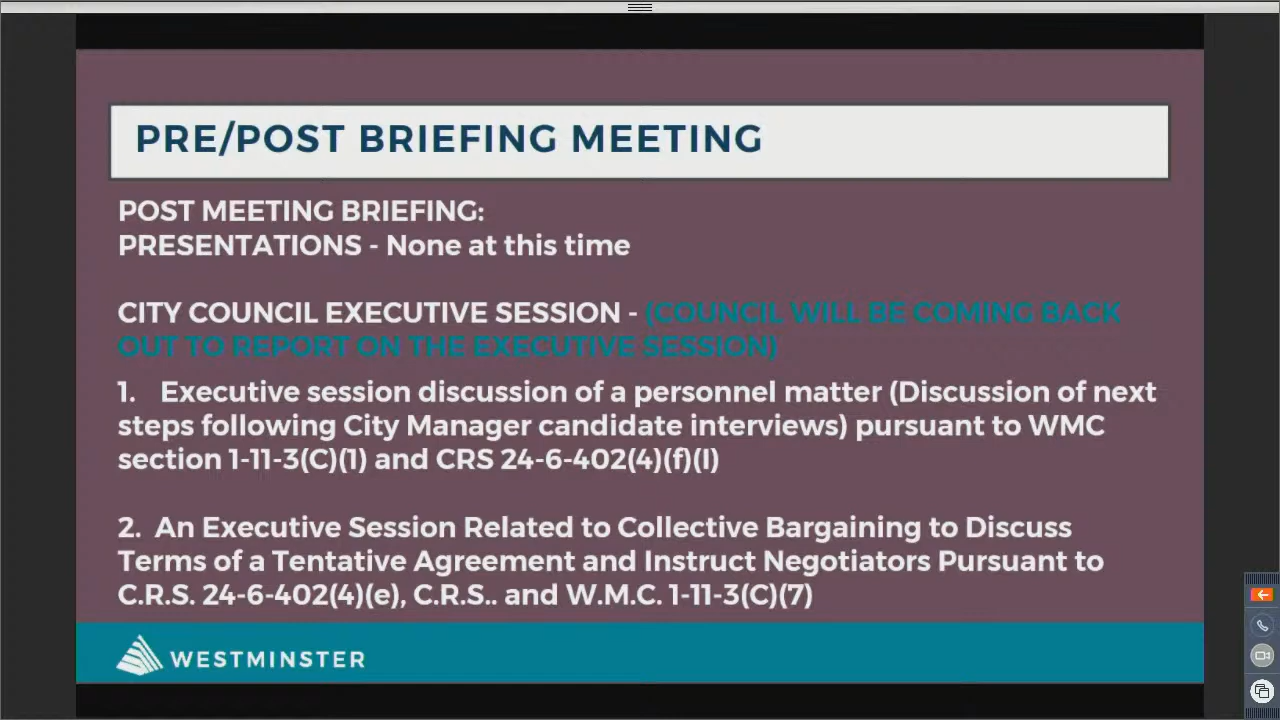 PRE/POST BRIEFING MEETING
POST MEETING BRIEFING:
PRESENTATIONS - None at this time
CITY COUNCIL EXECUTIVE SESSION - (COUNCIL WILL BE COMING BACK
OUT TO REPORT ON THE EXECUTIVE SESSION)
1. Executive session discussion of a personnel matter (Discussion of next
steps following City Manager candidate interviews) pursuant to WMC
section 1-11-3(C)(1) and CRS 24-6-402(4)(f)(I)
2. An Executive Session Related to Collective Bargaining to Discuss
Terms of a Tentative Agreement and Instruct Negotiators Pursuant to
C.R.S. 24-6-402(4)(e), C.R.S.. and W.M.C. 1-11-3(C)(7)
WESTMINSTER